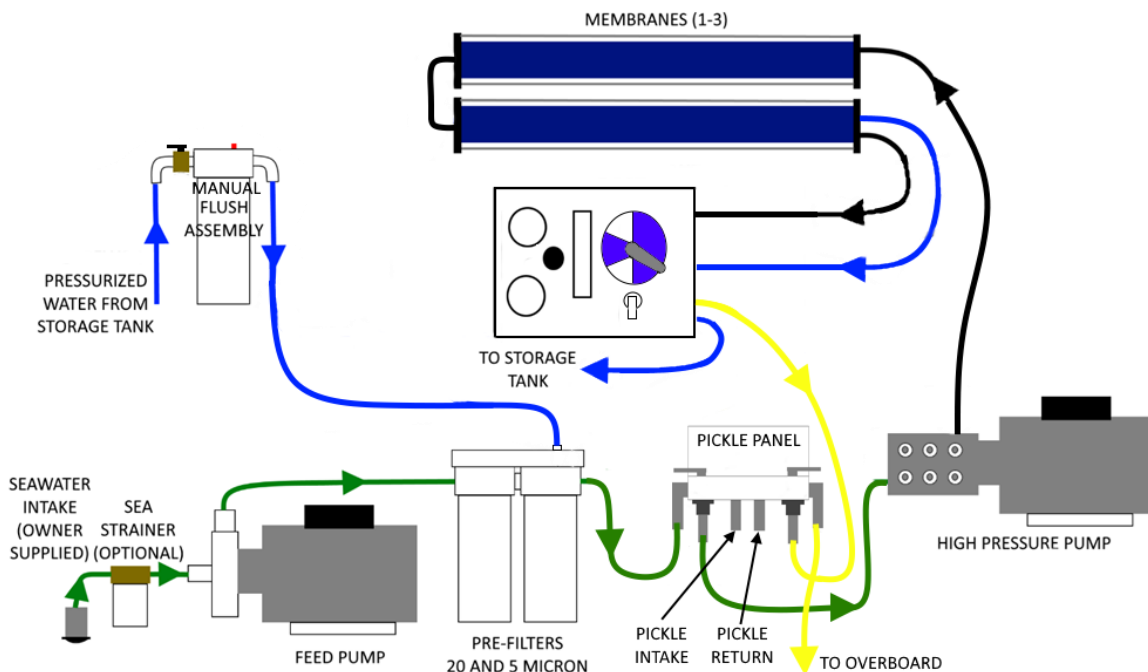 MEMBRANES (1-3)
MANUAL
FLUSH
ASSEMBLY
PRESSURIZED
WATER FROM
STORAGE TANK
TO STORAGE
TANK
PICKLE PANEL
SEAWATER
INTAKE
(OWNER
SUPPLIED)
SEA
STRAINER
(OPTIONAL)
HIGH PRESSURE PUMP
FEED PUMP
PRE-FILTERS
20 AND 5 MICRON
PICKLE
INTAKE
PICKLE
RETURN
TO OVERBOARD